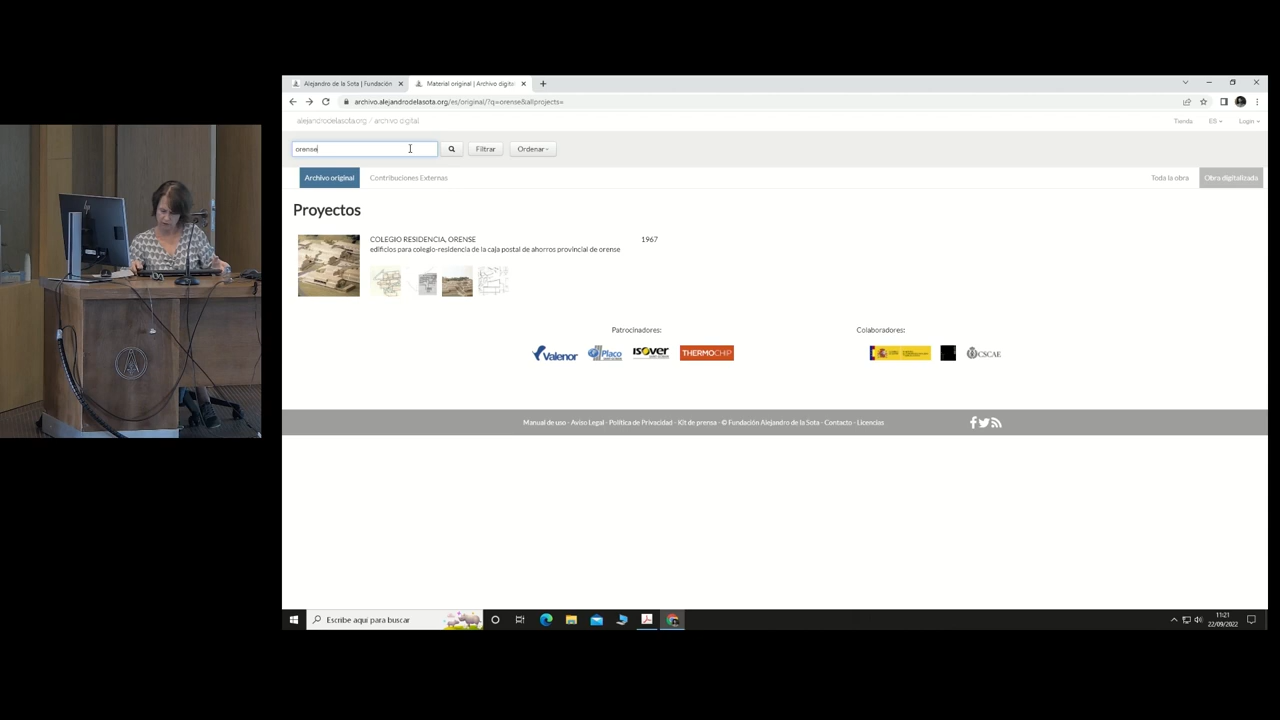 Alejandro de la Sota | Fundación
Material original | Archivo digita
archivo.alejandrodelasota.org/es/original/?q=orense&allprojects=
alejandrodelasota.org / archivo digital
Tienda ES Login
orense
Filtrar
Ordenar
Archivo original Contribuciones Externas Toda la obra Obra digitalizada
Proyectos
COLEGIO RESIDENCIA, ORENSE 1967
edificios para colegio-residencia de la caja postal de ahorros provincial de orense
Patrocinadores: Colaboradores:
Valenor Placo isover THERMOCHIP CSCAE
Manual de uso - Aviso Legal - Política de Privacidad - Kit de prensa - © Fundación Alejandro de la Sota - Contacto - Licencias
Escribe aquí para buscar
11:21
22/09/2022
hp